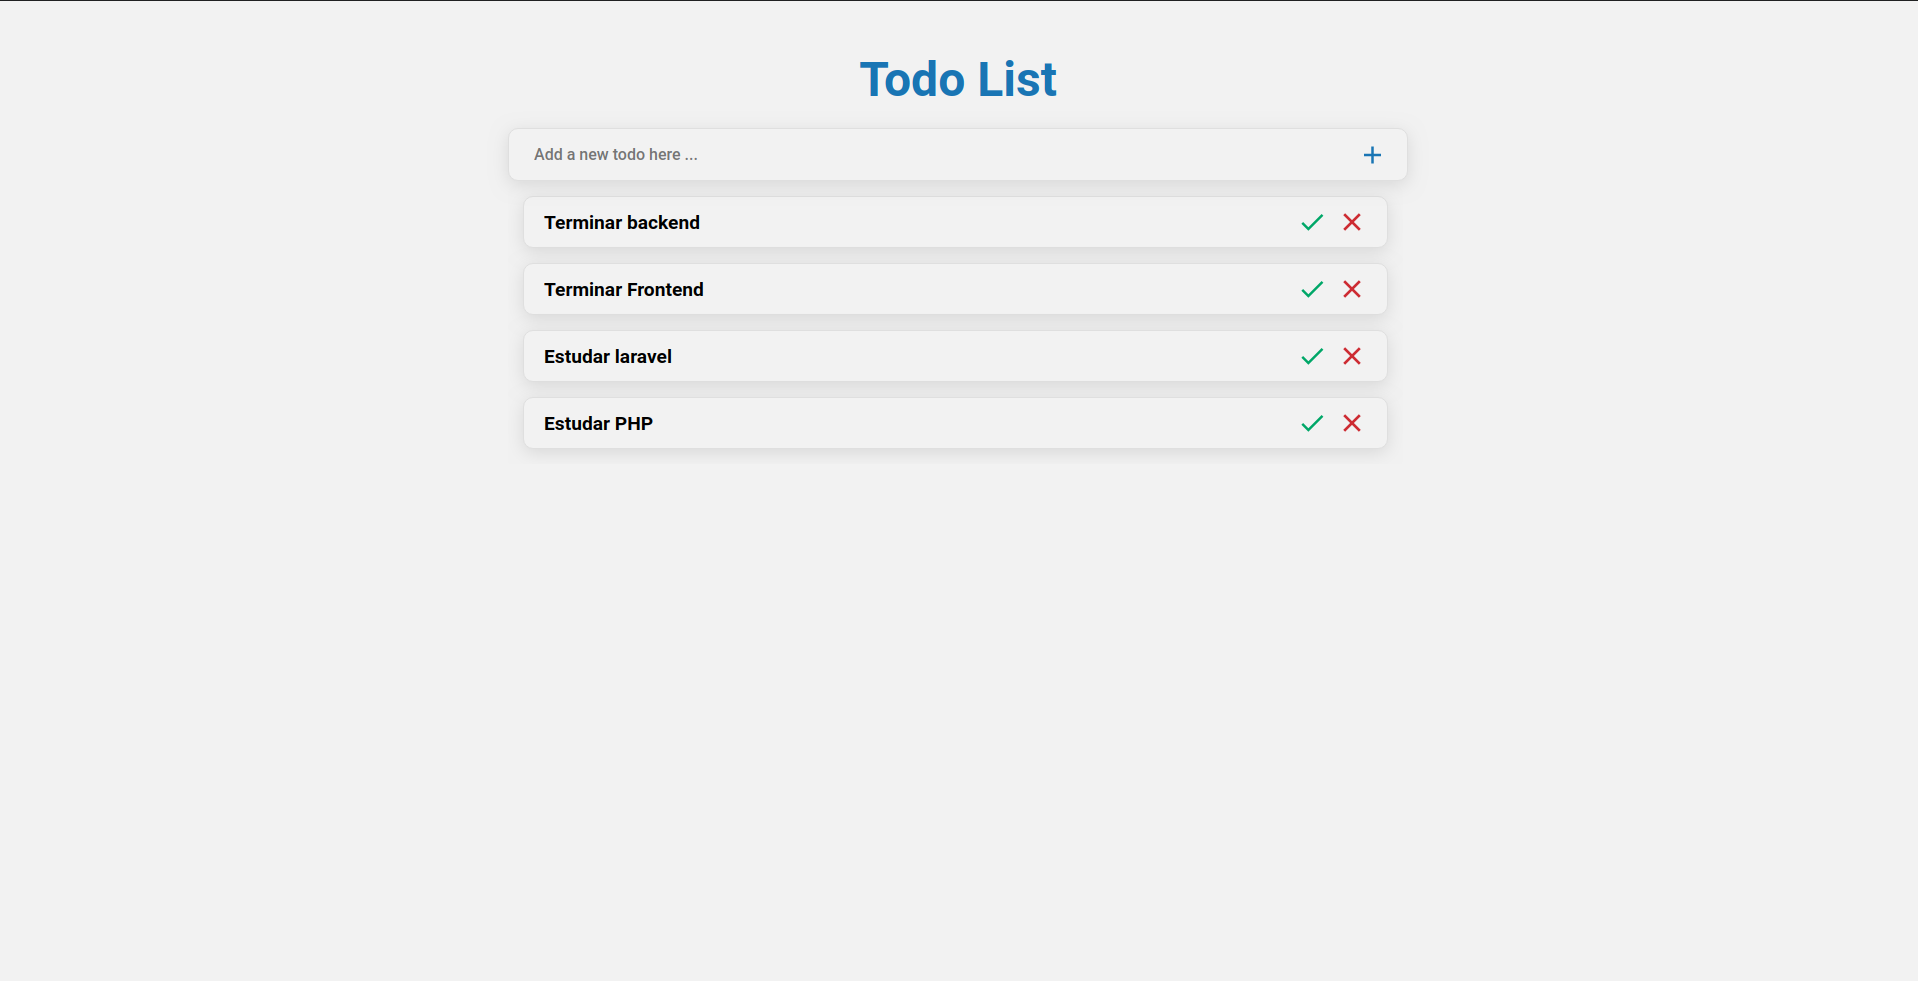 Todo List
Add a new todo here ...
Terminar backend
Terminar Frontend
Estudar laravel
Estudar PHP